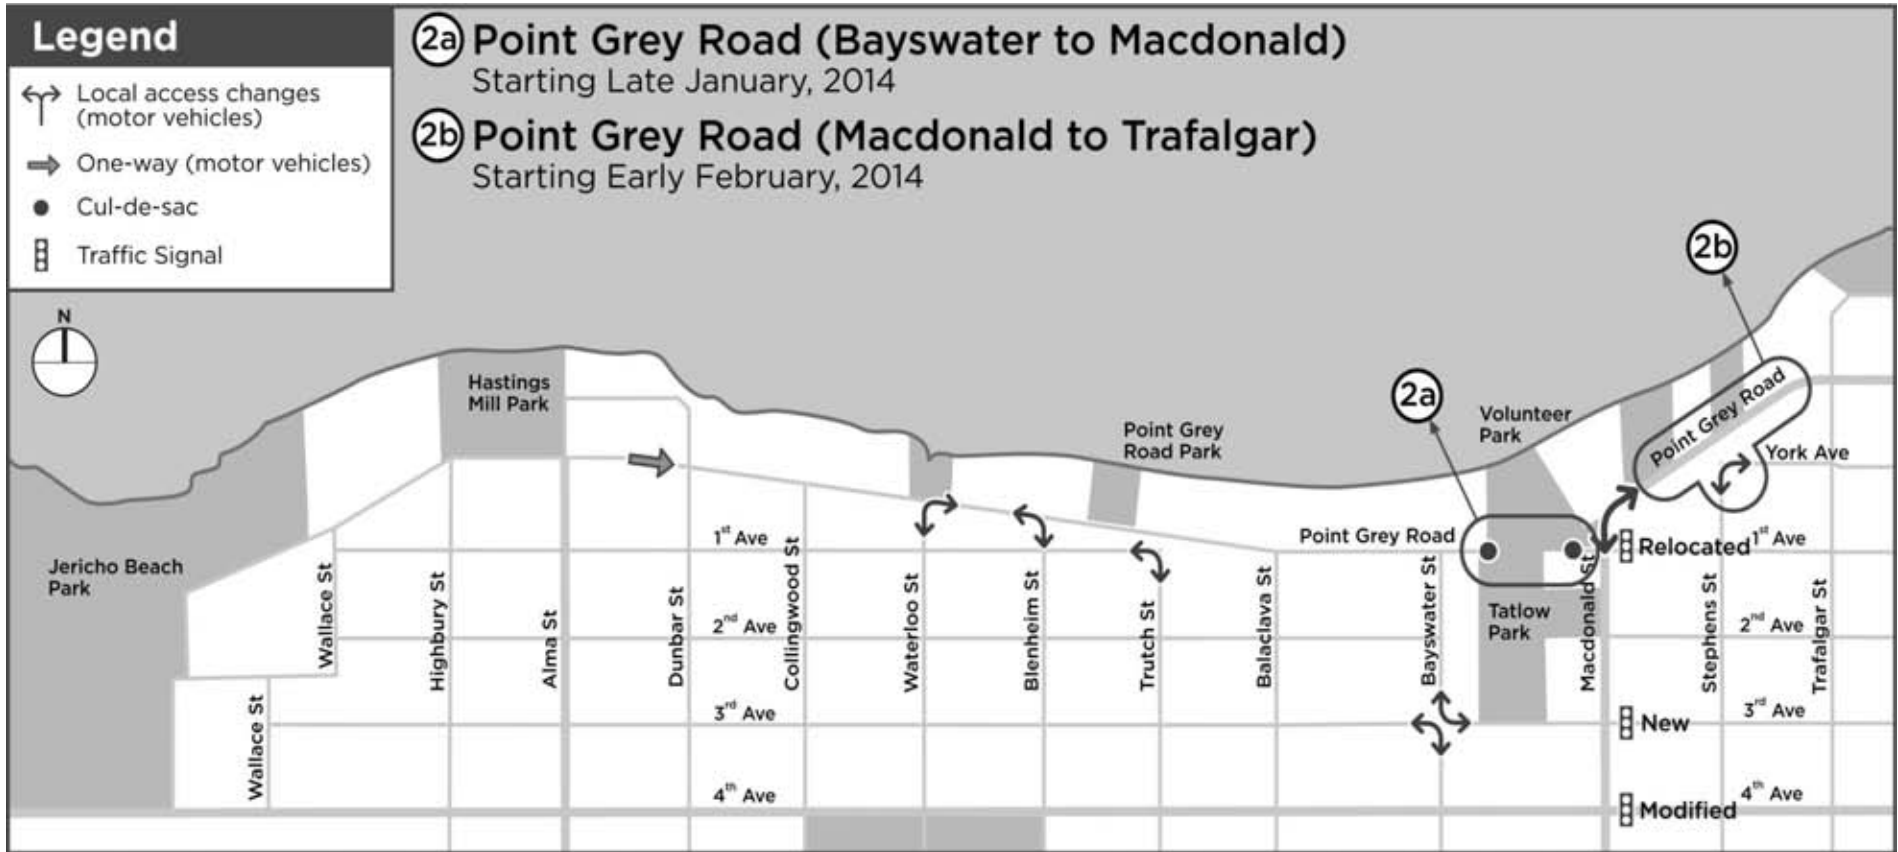 Legend
Local access changes
(motor vehicles)
One-way (motor vehicles)
Cul-de-sac
Traffic Signal
2a Point Grey Road (Bayswater to Macdonald)
Starting Late January, 2014
2b Point Grey Road (Macdonald to Trafalgar)
Starting Early February, 2014
N
2b
2a
Hastings
Mill Park
Point Grey
Road Park
Volunteer
Park
Point Grey Road
York Ave
Jericho Beach
Park
Point Grey Road
Tatlow
Park
1st Ave
2nd Ave
3rd Ave
4th Ave
Wallace St
Wallace St
Highbury St
Alma St
Dunbar St
Collingwood St
Waterloo St
Blenheim St
Trutch St
Balaclava St
Bayswater St
Macdonald St
Stephens St
Trafalgar St
Relocated
1st Ave
2nd Ave
New
3rd Ave
Modified
4th Ave